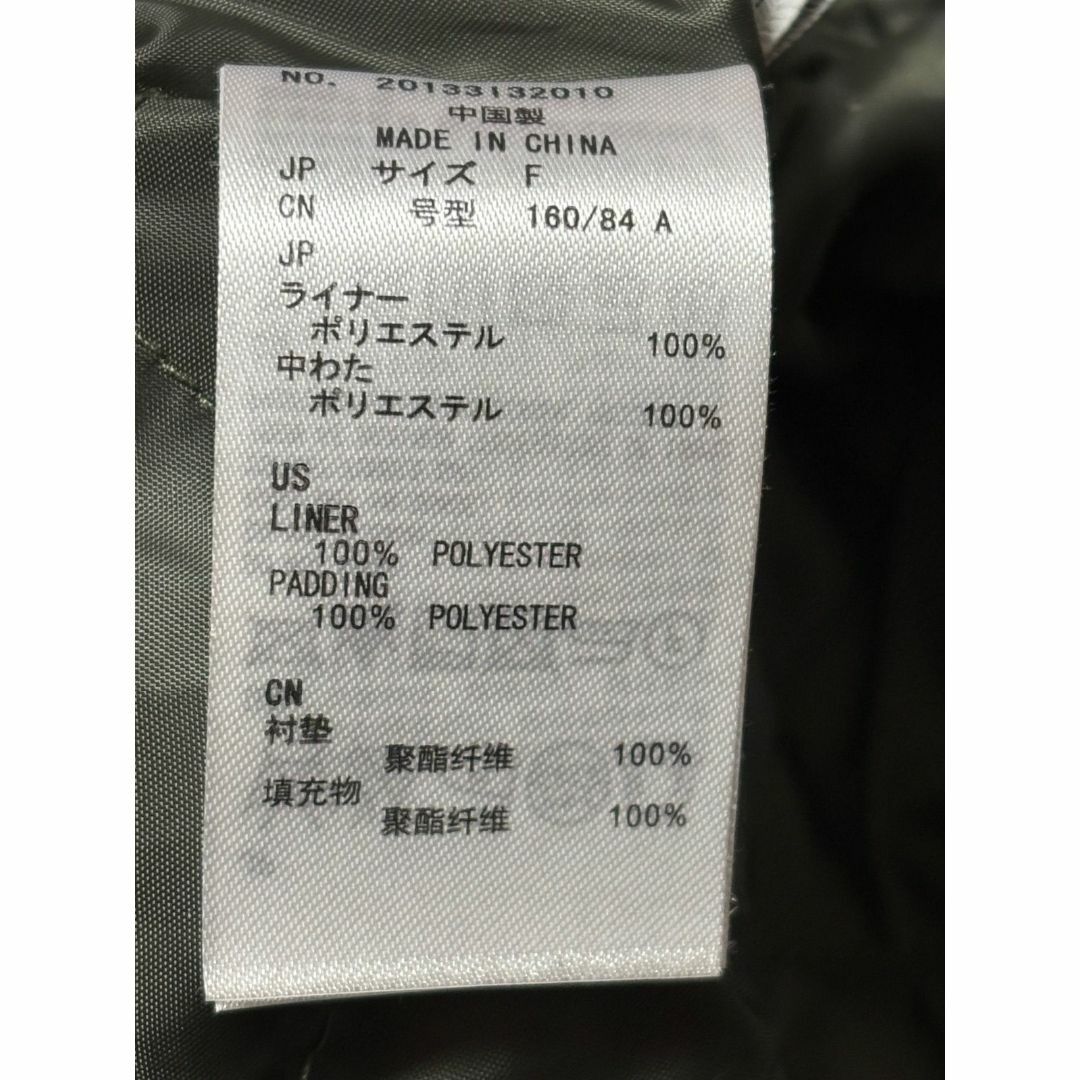 NO. 20133132010
中国製
MADE IN CHINA
JP サイズ F
CN 号型 160/84 A
JP
ライナー
ポリエステル 100%
中わた
ポリエステル 100%
US
LINER
100% POLYESTER
PADDING
100% POLYESTER
CN
衬垫
聚酯纤维 100%
填充物
聚酯纤维 100%